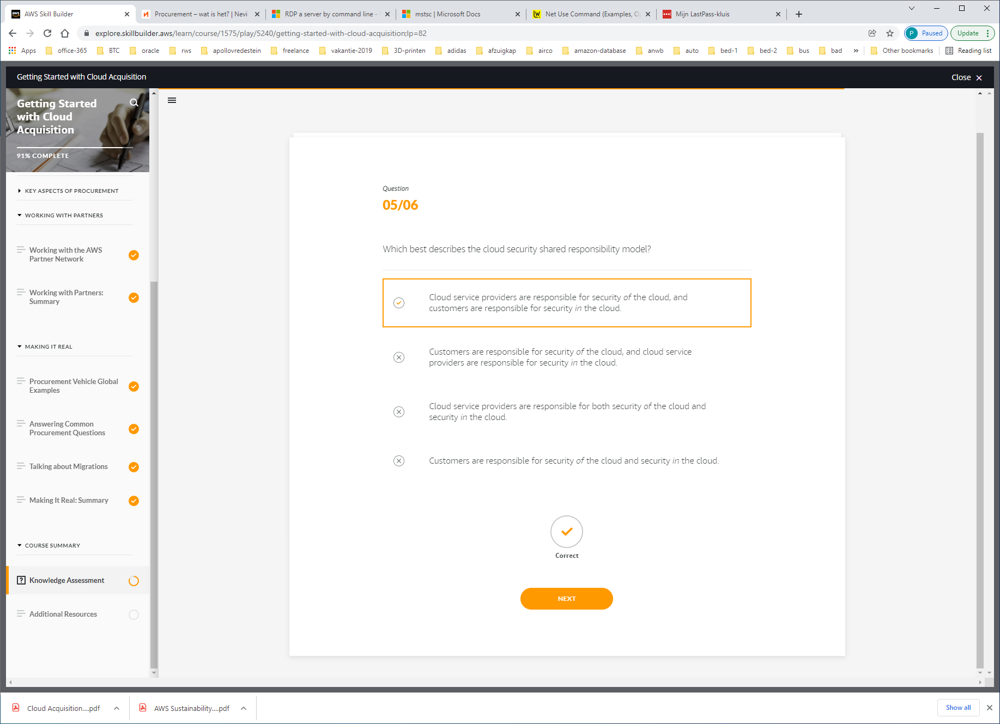 AWS Skill Builder
Procurement – wat is het? | Nevi
RDP a server by command line -
mstsc | Microsoft Docs
Net Use Command (Examples, O
Mijn LastPass-kluis
explore.skillbuilder.aws/learn/course/1575/play/5240/getting-started-with-cloud-acquisition;lp=82
P Paused
Update
Apps
office-365
BTC
oracle
rws
apollovredestein
freelance
vakantie-2019
3D-printen
adidas
afzuigkap
airco
amazon-database
anwb
auto
bed-1
bed-2
bus
bad
»
Other bookmarks
Reading list
Getting Started with Cloud Acquisition
Close
Getting Started
with Cloud
Acquisition
91% COMPLETE
KEY ASPECTS OF PROCUREMENT
WORKING WITH PARTNERS
Working with the AWS
Partner Network
Working with Partners:
Summary
MAKING IT REAL
Procurement Vehicle Global
Examples
Answering Common
Procurement Questions
Talking about Migrations
Making It Real: Summary
COURSE SUMMARY
Knowledge Assessment
Additional Resources
Question
05/06
Which best describes the cloud security shared responsibility model?
Cloud service providers are responsible for security of the cloud, and
customers are responsible for security in the cloud.
Customers are responsible for security of the cloud, and cloud service
providers are responsible for security in the cloud.
Cloud service providers are responsible for both security of the cloud and
security in the cloud.
Customers are responsible for security of the cloud and security in the cloud.
Correct
NEXT
Cloud Acquisition....pdf
AWS Sustainability....pdf
Show all